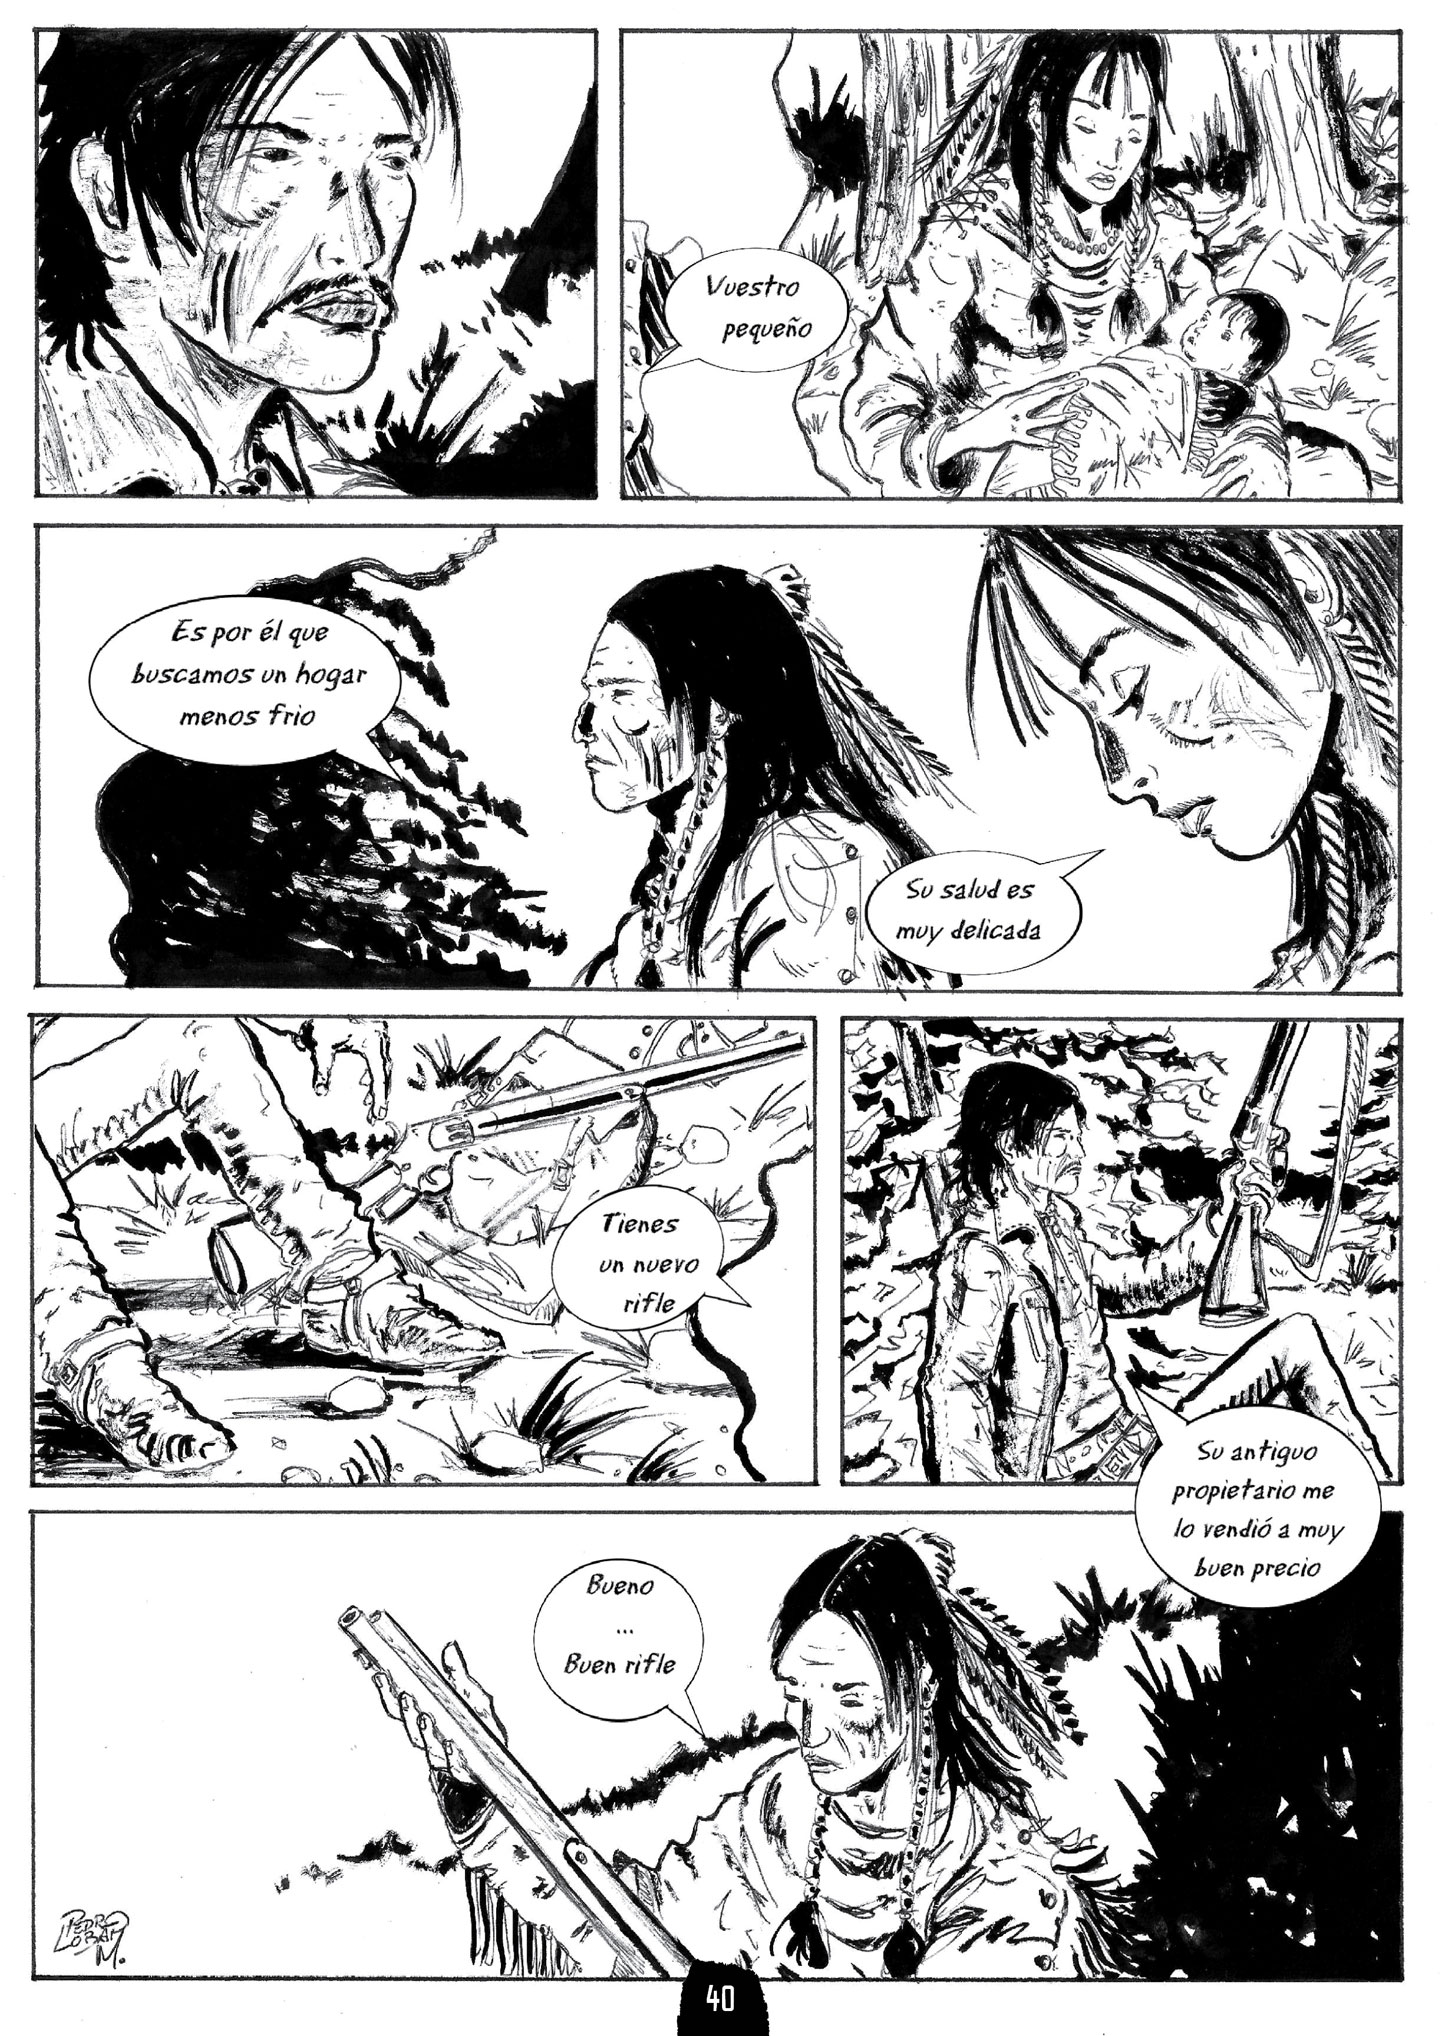 Vuestro
pequeño
Es por él que
buscamos un hogar
menos frio
Su salud es
muy delicada
Tienes
un nuevo
rifle
Su antiguo
propietario me
lo vendió a muy
buen precio
Bueno
...
Buen rifle
PEDRO
LOBAR
M.
40